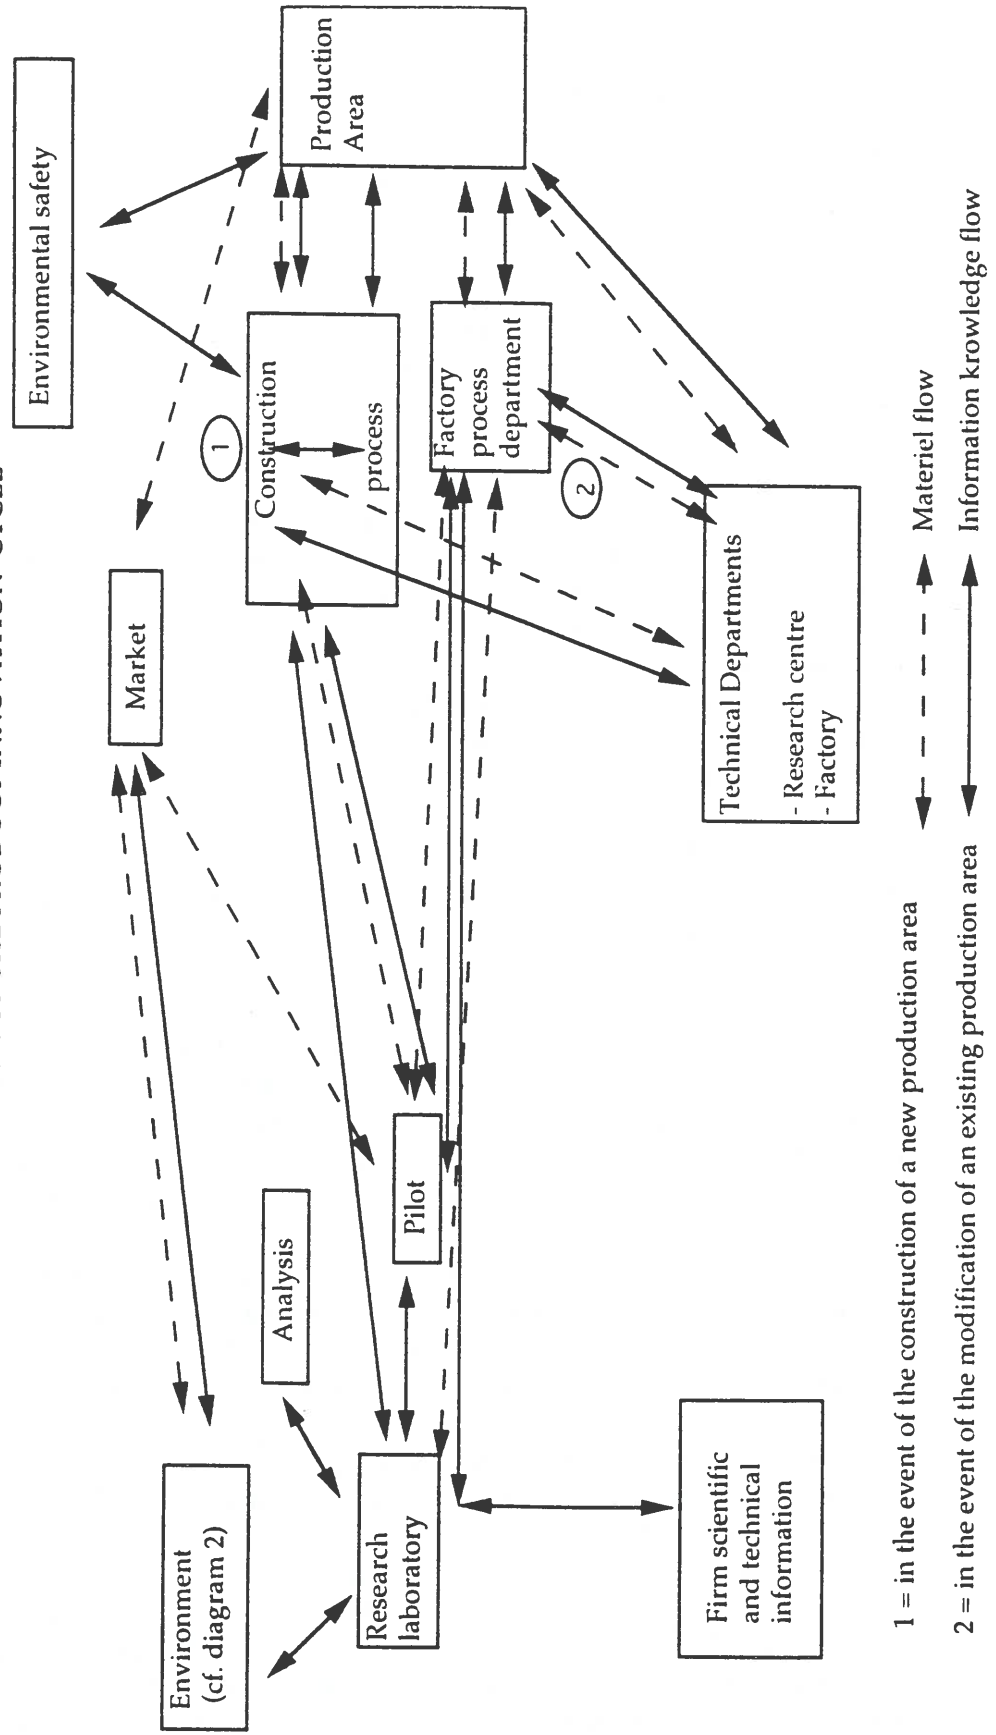 Environment
(cf. diagram 2)
Research
laboratory
Firm scientific
and technical
information
Analysis
Pilot
Market
Construction
process
1
Factory
process
department
2
Technical Departments
- Research centre
- Factory
Environmental safety
Production
Area
1 = in the event of the construction of a new production area
2 = in the event of the modification of an existing production area
Materiel flow
Information krowledge flow